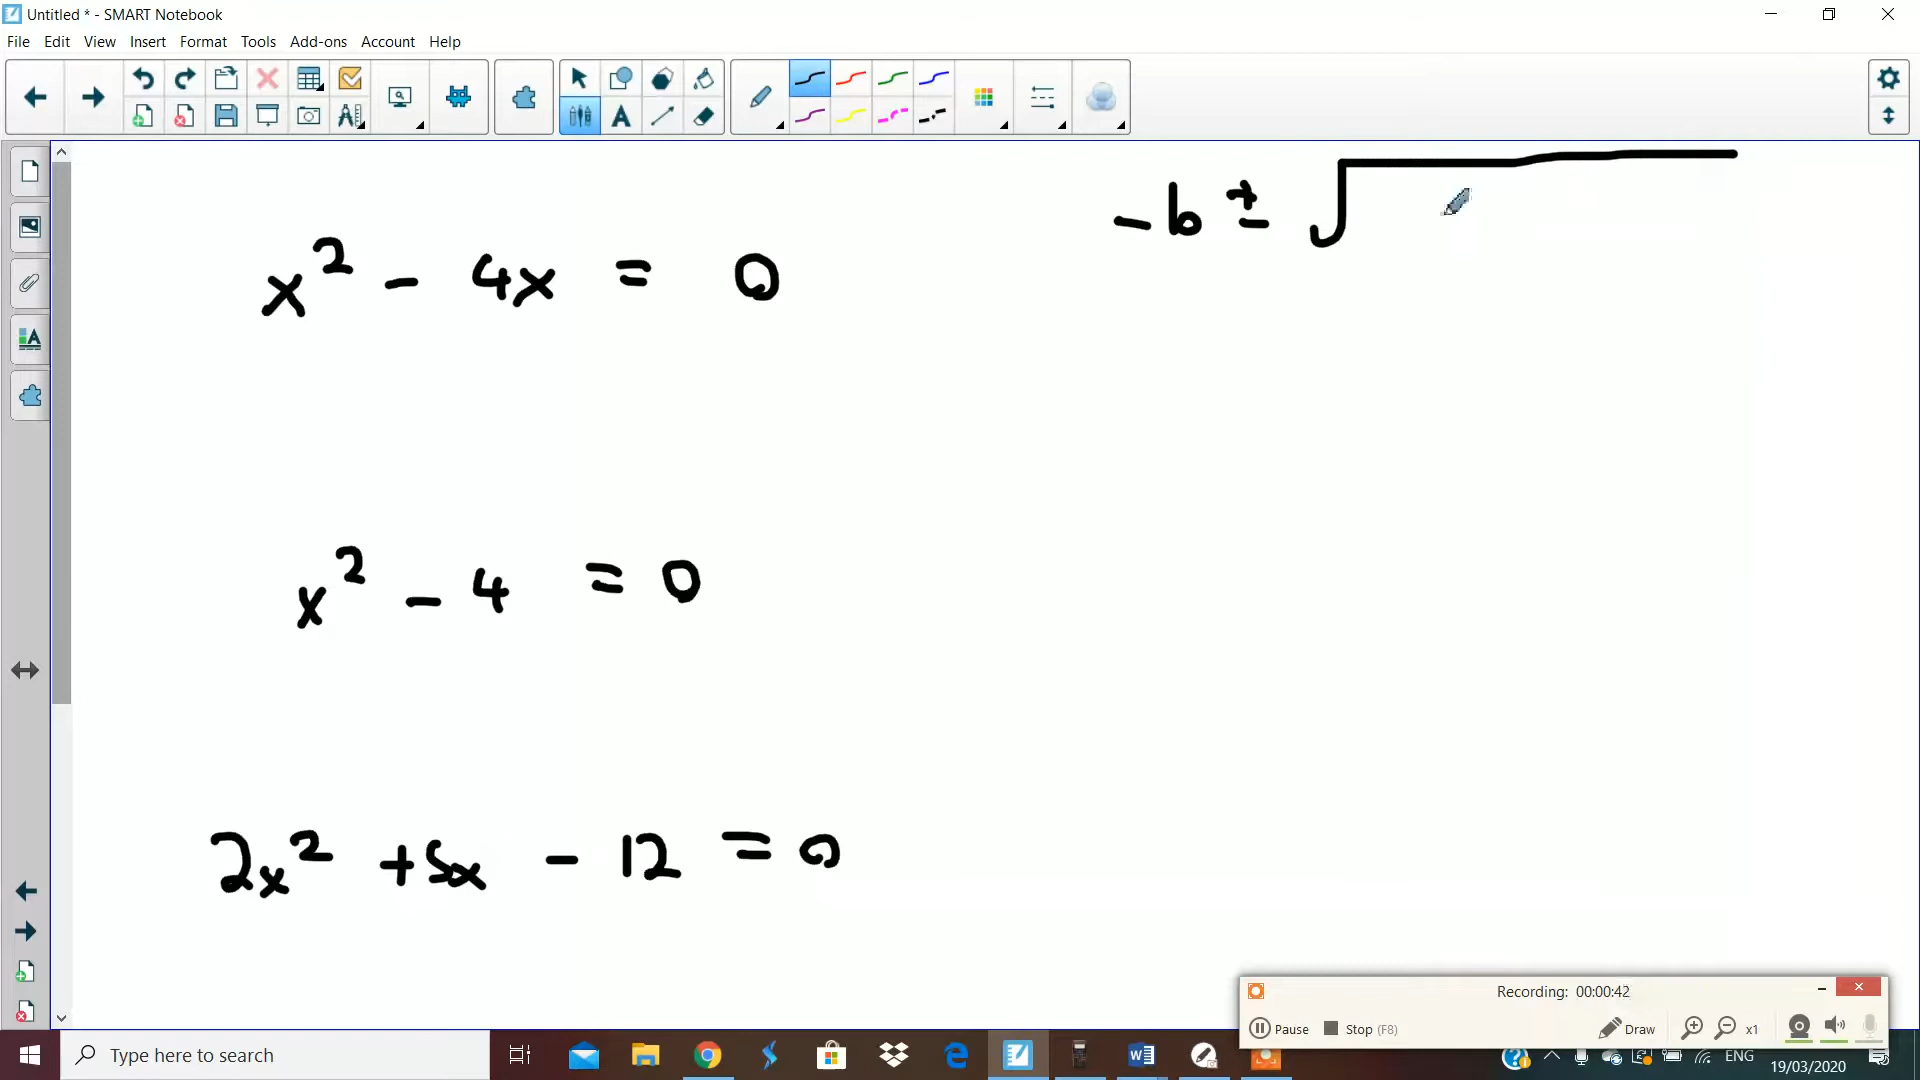 Untitled * - SMART Notebook
File Edit View Insert Format Tools Add-ons Account Help
-b ± √
x² - 4x = 0
x² - 4 = 0
2x² + 5x - 12 = 0
Recording: 00:00:42
Pause Stop (F8) Draw x1
Type here to search
ENG
19/03/2020